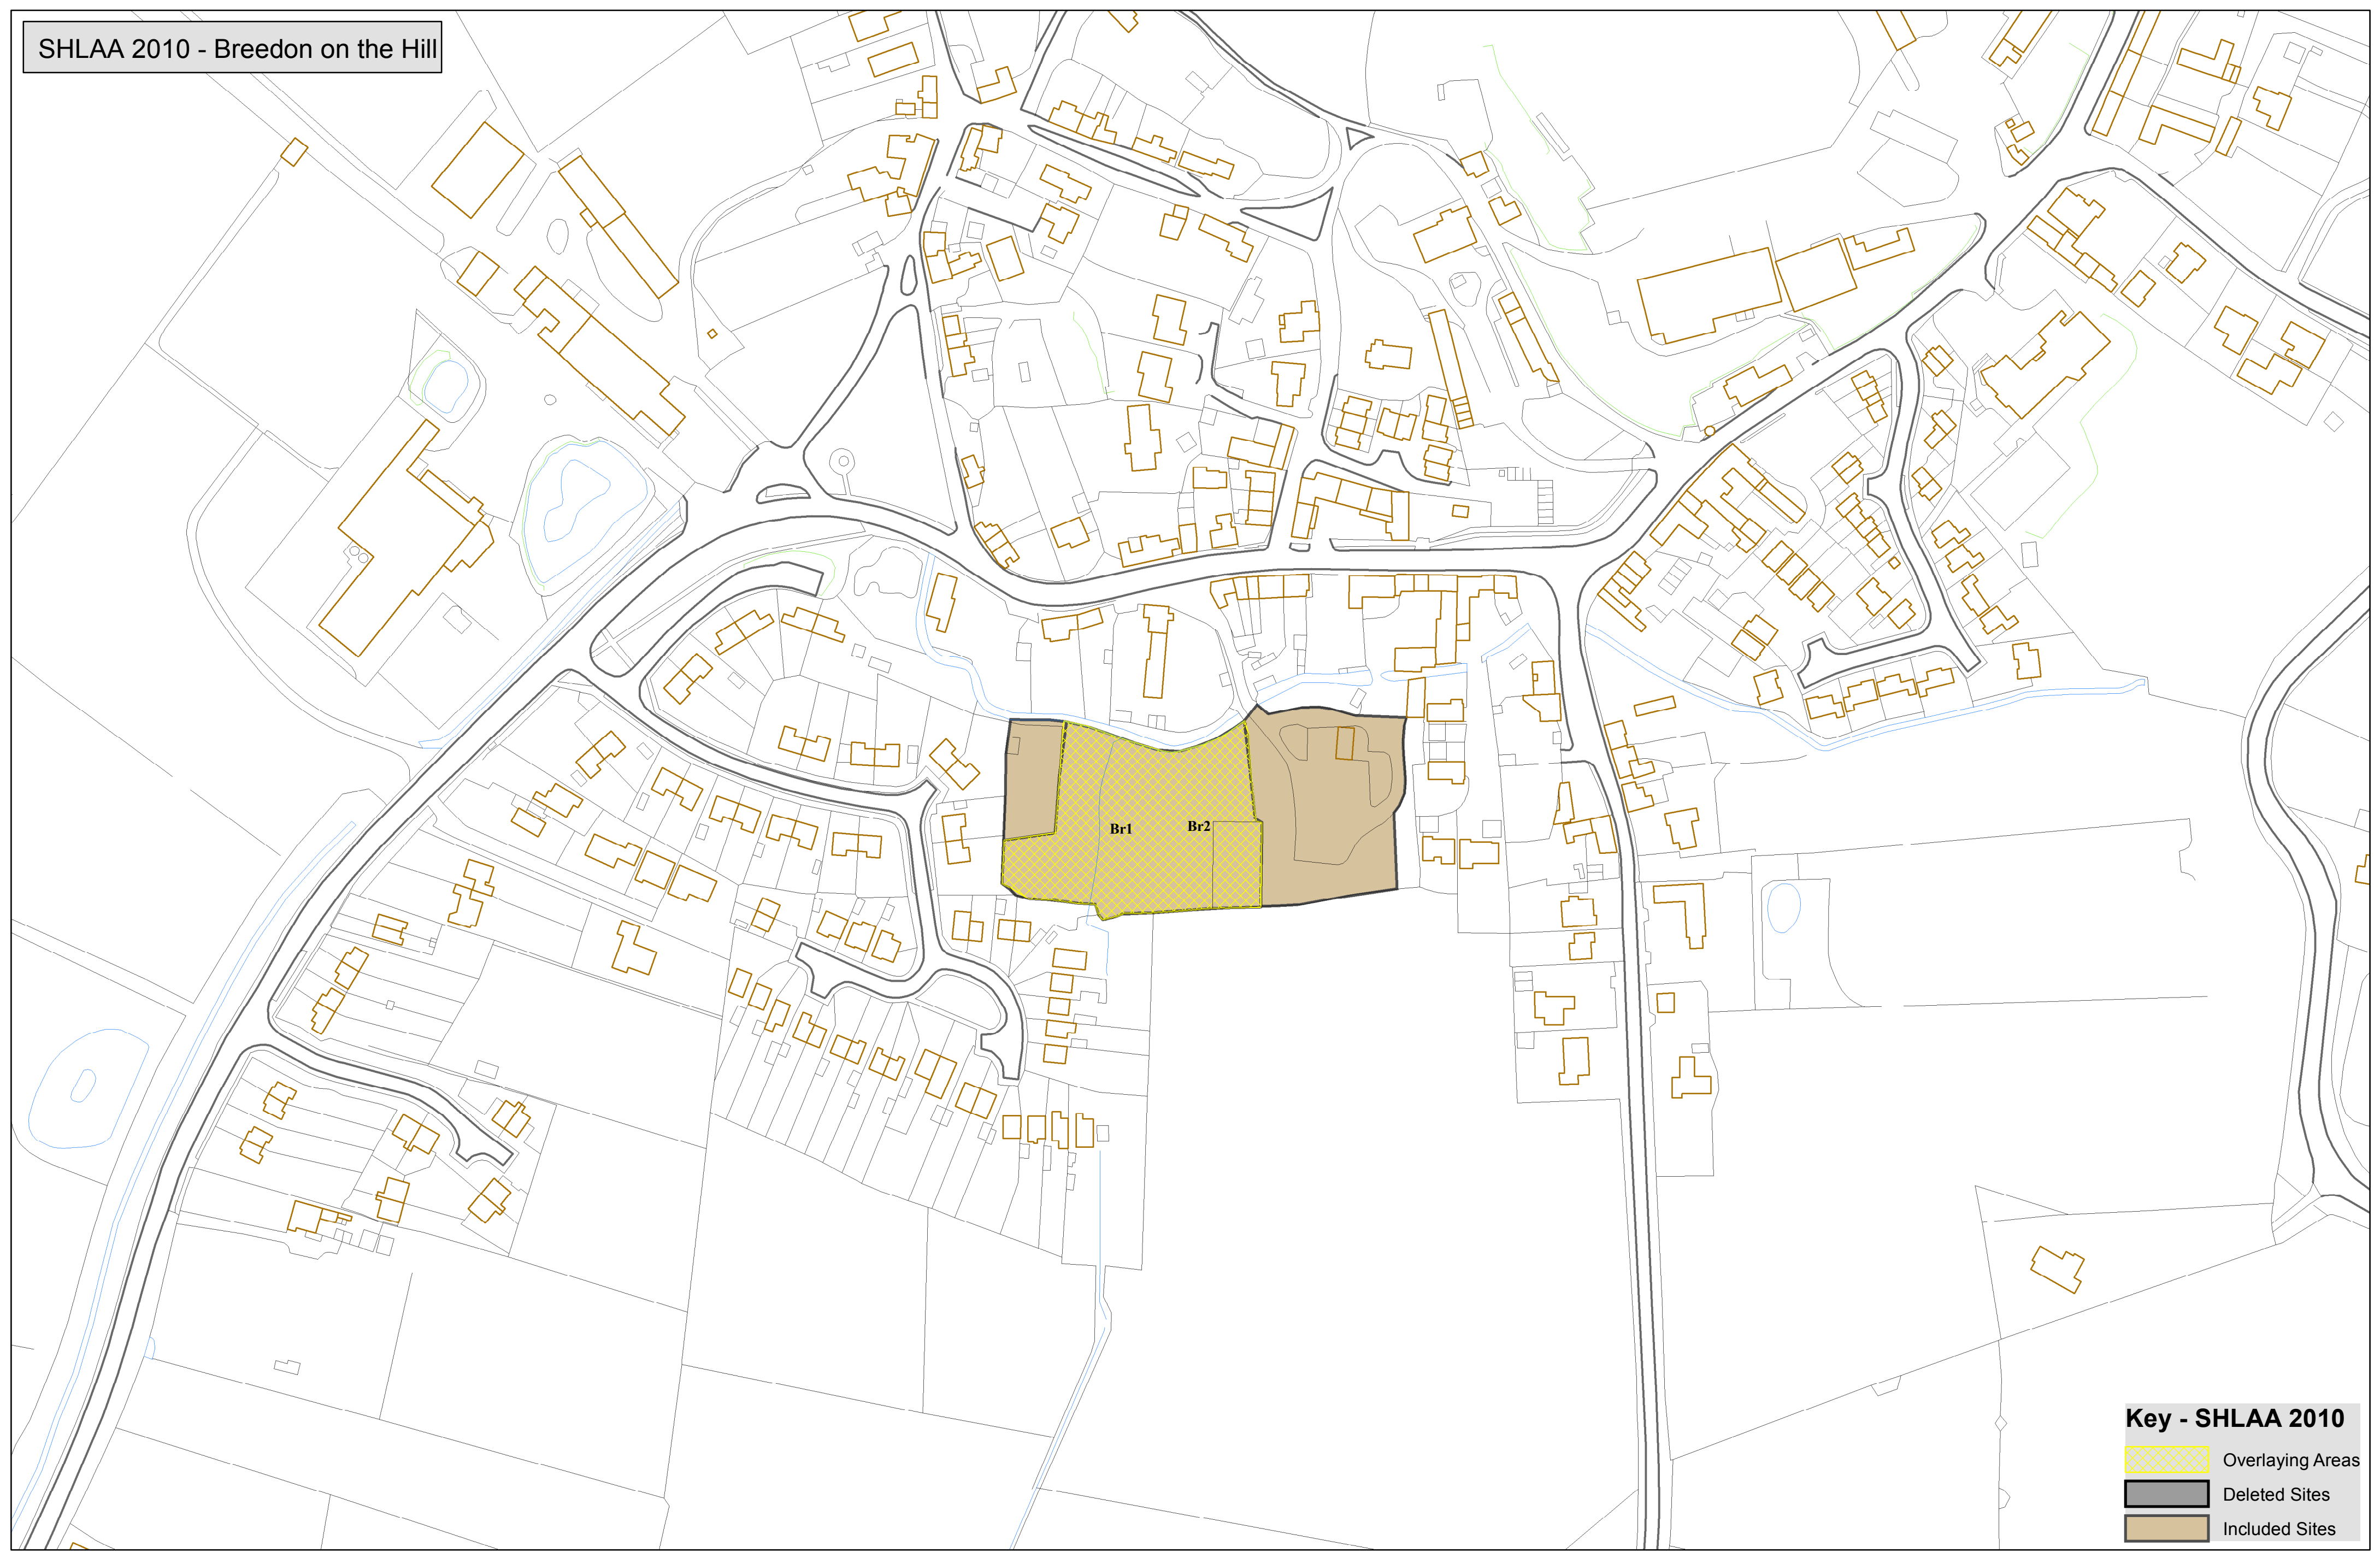 SHLAA 2010 - Breedon on the Hill
Br1
Br2
Key - SHLAA 2010
Overlaying Areas
Deleted Sites
Included Sites